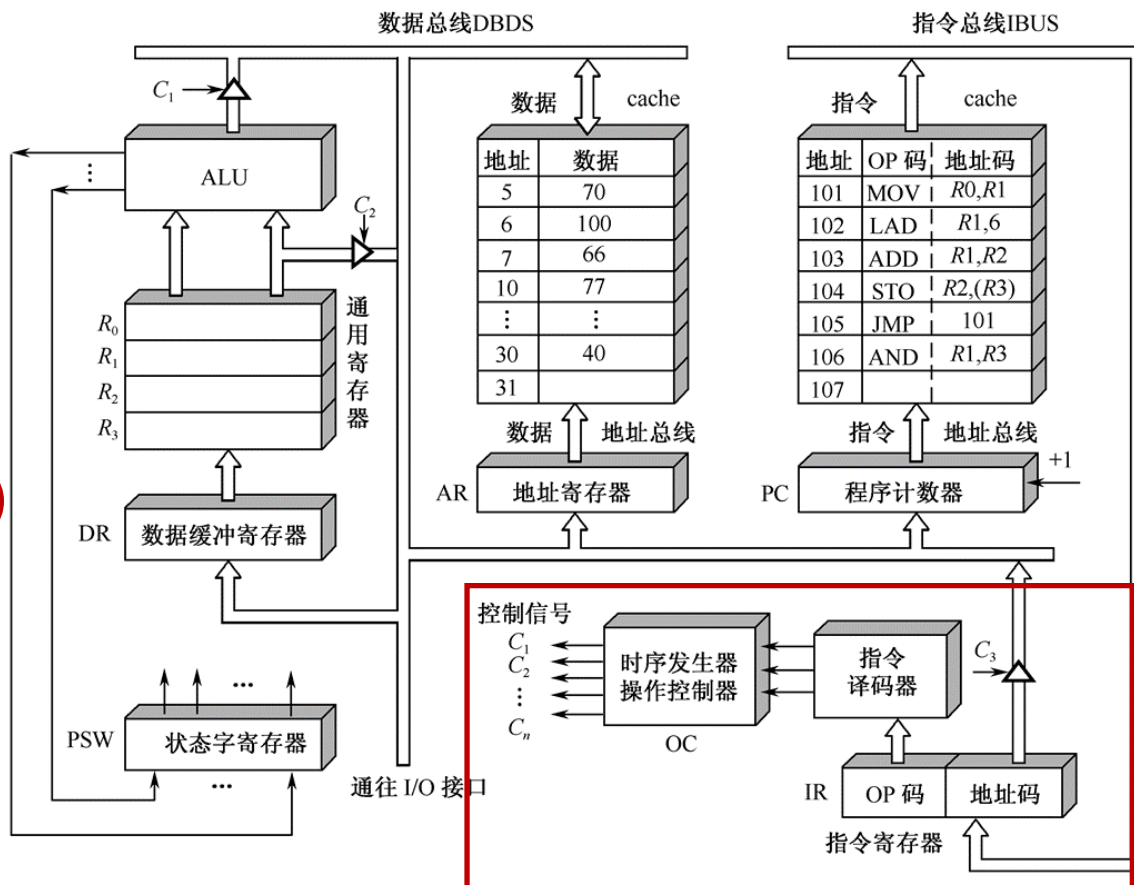 数据总线DBDS
指令总线IBUS
C1
数据
cache
指令
cache
ALU
⋮
C2
地址 数据
5 70
6 100
7 66
10 77
⋮ ⋮
30 40
31
地址 OP 码 地址码
101 MOV R0,R1
102 LAD R1,6
103 ADD R1,R2
104 STO R2,(R3)
105 JMP 101
106 AND R1,R3
107
R0
R1
R2
R3
通用寄存器
数据 地址总线
指令 地址总线
AR 地址寄存器
PC 程序计数器
+1
DR 数据缓冲寄存器
控制信号
C1
C2
⋮
Cn
时序发生器
操作控制器
OC
指令
译码器
C3
...
PSW 状态字寄存器
...
通往 I/O 接口
IR OP 码 地址码
指令寄存器